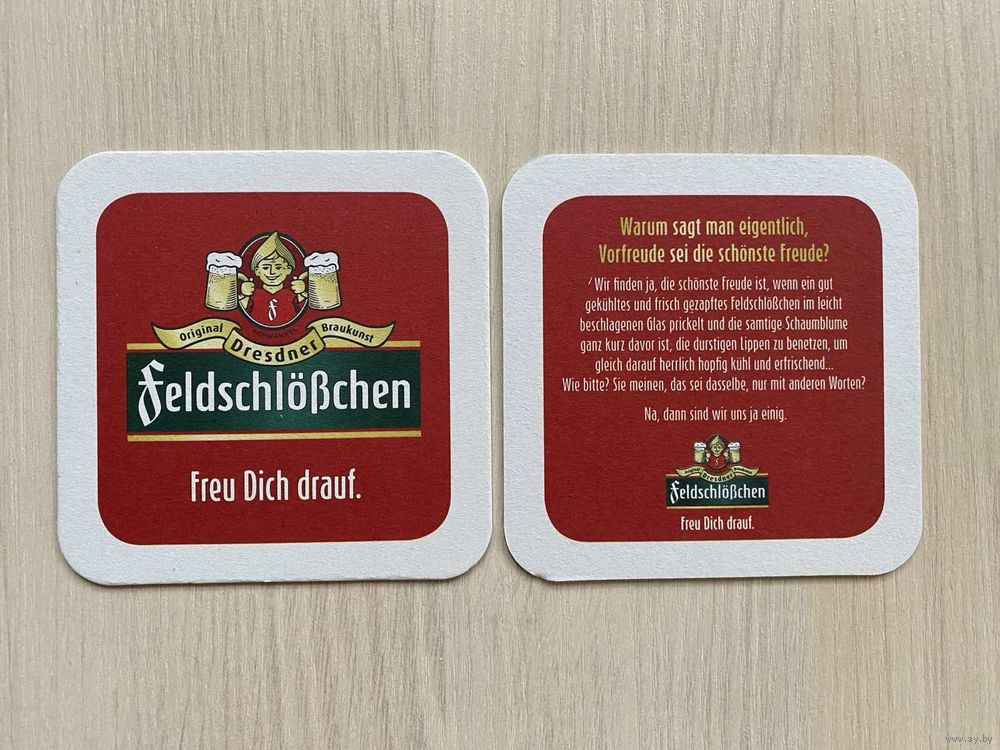 Original Braukunst
Dresdner
Feldschlößchen
Freu Dich drauf.
Warum sagt man eigentlich,
Vorfreude sei die schönste Freude?
Wir finden ja, die schönste Freude ist, wenn ein gut
gekühltes und frisch gezapftes Feldschlößchen im leicht
beschlagenen Glas prickelt und die samtige Schaumblume
ganz kurz davor ist, die durstigen Lippen zu benetzen, um
gleich darauf herrlich hopfig kühl und erfrischend...
Wie bitte? Sie meinen, das sei dasselbe, nur mit anderen Worten?
Na, dann sind wir uns ja einig.
Original Braukunst
Dresdner
Feldschlößchen
Freu Dich drauf.
www.ay.by